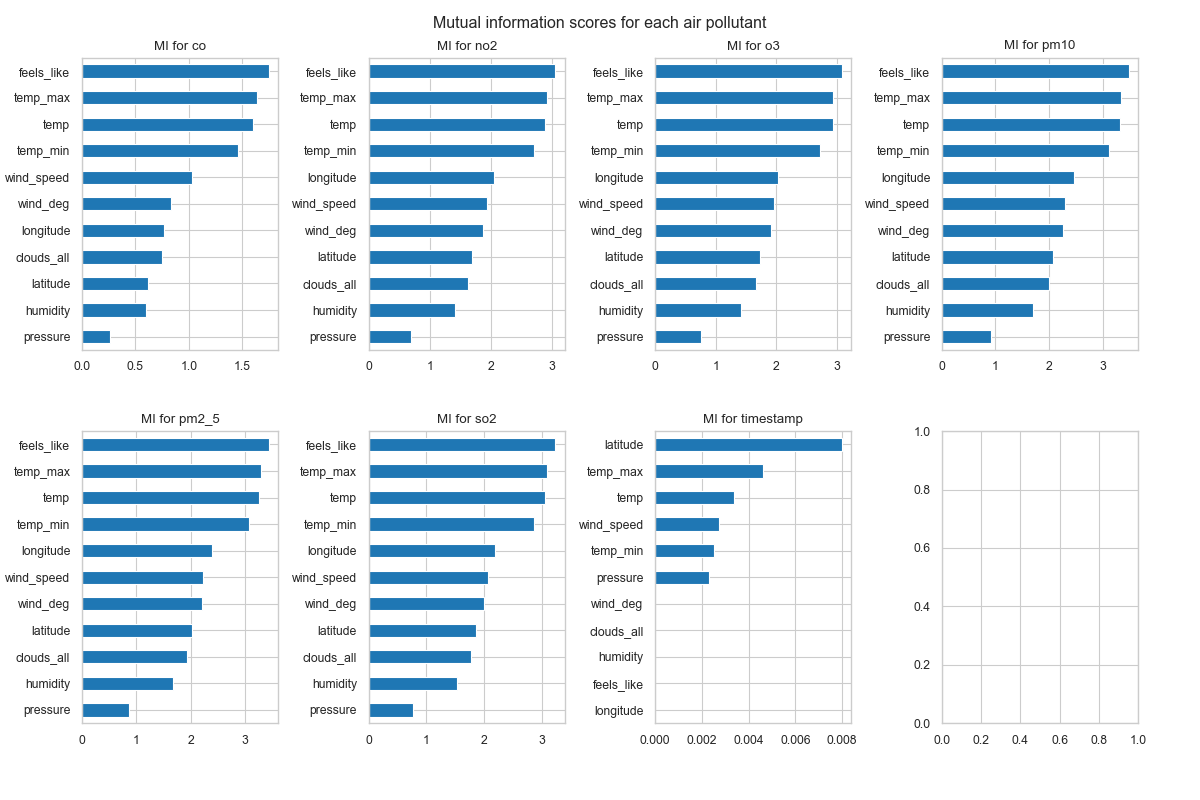 Mutual information scores for each air pollutant
MI for co
feels_like
temp_max
temp
temp_min
wind_speed
wind_deg
longitude
clouds_all
latitude
humidity
pressure
0.0 0.5 1.0 1.5
MI for no2
feels_like
temp_max
temp
temp_min
longitude
wind_speed
wind_deg
latitude
clouds_all
humidity
pressure
0 1 2 3
MI for o3
feels_like
temp_max
temp
temp_min
longitude
wind_speed
wind_deg
latitude
clouds_all
humidity
pressure
0 1 2 3
MI for pm10
feels_like
temp_max
temp
temp_min
longitude
wind_speed
wind_deg
latitude
clouds_all
humidity
pressure
0 1 2 3
MI for pm2_5
feels_like
temp_max
temp
temp_min
longitude
wind_speed
wind_deg
latitude
clouds_all
humidity
pressure
0 1 2 3
MI for so2
feels_like
temp_max
temp
temp_min
longitude
wind_speed
wind_deg
latitude
clouds_all
humidity
pressure
0 1 2 3
MI for timestamp
latitude
temp_max
temp
wind_speed
temp_min
pressure
wind_deg
clouds_all
humidity
feels_like
longitude
0.000 0.002 0.004 0.006 0.008
1.0
0.8
0.6
0.4
0.2
0.0
0.0 0.2 0.4 0.6 0.8 1.0